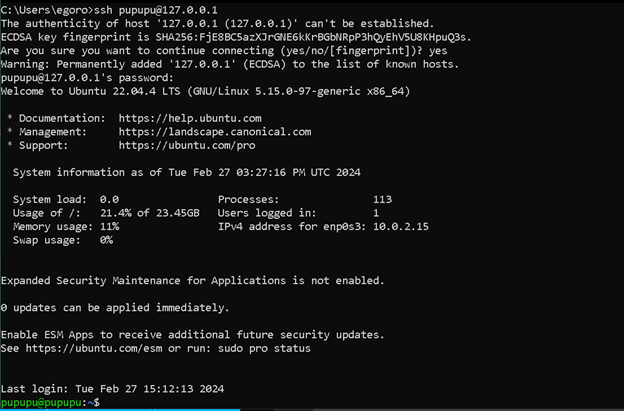 C:\Users\egoro>ssh pupupu@127.0.0.1
The authenticity of host '127.0.0.1 (127.0.0.1)' can't be established.
ECDSA key fingerprint is SHA256:FjE8BC5azXJrGNE6kKrBGbNRpP3hQyEhV5U8KHpuQ3s.
Are you sure you want to continue connecting (yes/no/[fingerprint])? yes
Warning: Permanently added '127.0.0.1' (ECDSA) to the list of known hosts.
pupupu@127.0.0.1's password:
Welcome to Ubuntu 22.04.4 LTS (GNU/Linux 5.15.0-97-generic x86_64)
* Documentation:  https://help.ubuntu.com
* Management:     https://landscape.canonical.com
* Support:        https://ubuntu.com/pro
System information as of Tue Feb 27 03:27:16 PM UTC 2024
System load:  0.0                Processes:               113
Usage of /:   21.4% of 23.45GB   Users logged in:         1
Memory usage: 11%                IPv4 address for enp0s3: 10.0.2.15
Swap usage:   0%
Expanded Security Maintenance for Applications is not enabled.
0 updates can be applied immediately.
Enable ESM Apps to receive additional future security updates.
See https://ubuntu.com/esm or run: sudo pro status
Last login: Tue Feb 27 15:12:13 2024
pupupu@pupupu:~$